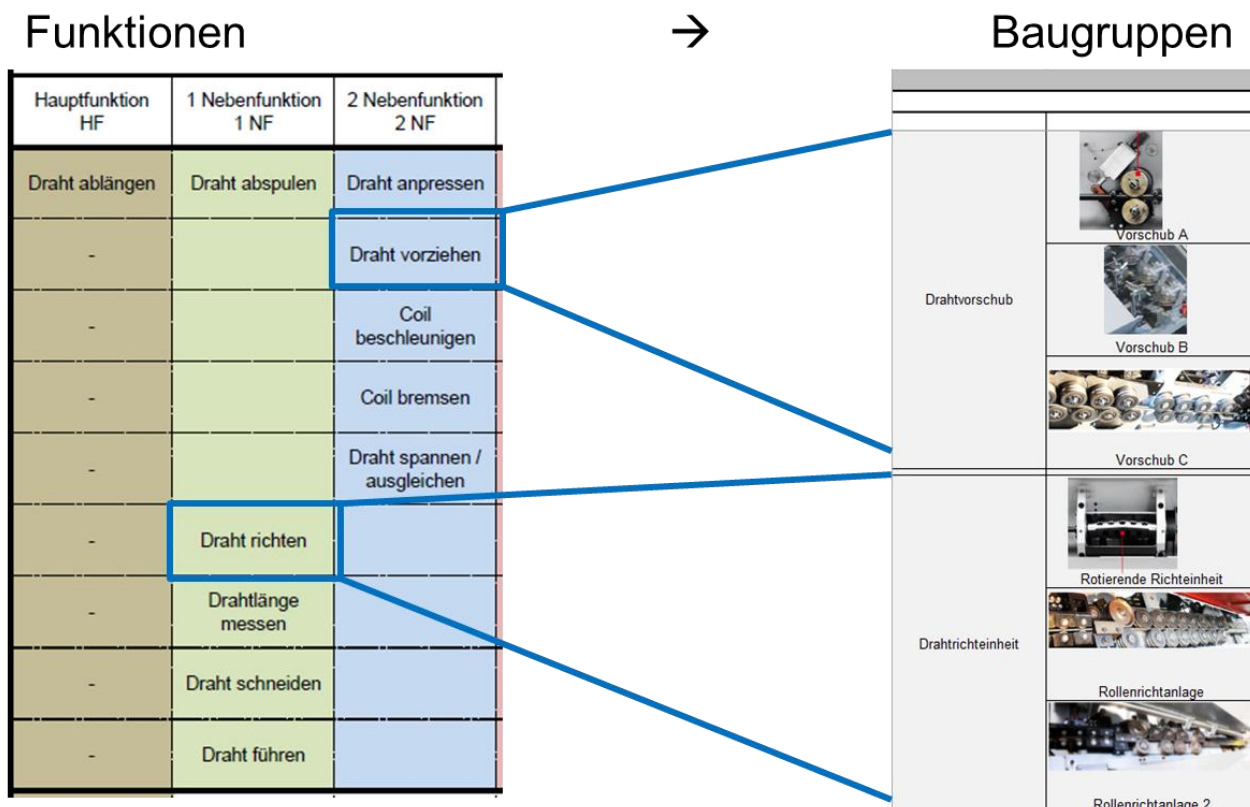 Funktionen → Baugruppen
Hauptfunktion
HF
1 Nebenfunktion
1 NF
2 Nebenfunktion
2 NF
Draht ablängen
Draht abspulen
Draht anpressen
-
Draht vorziehen
-
Coil
beschleunigen
-
Coil bremsen
-
Draht spannen /
ausgleichen
-
Draht richten
-
Drahtlänge
messen
-
Draht schneiden
-
Draht führen
Drahtvorschub
Vorschub A
Vorschub B
Vorschub C
Drahtrichteinheit
Rotierende Richteinheit
Rollenrichtanlage
Rollenrichtanlage 2